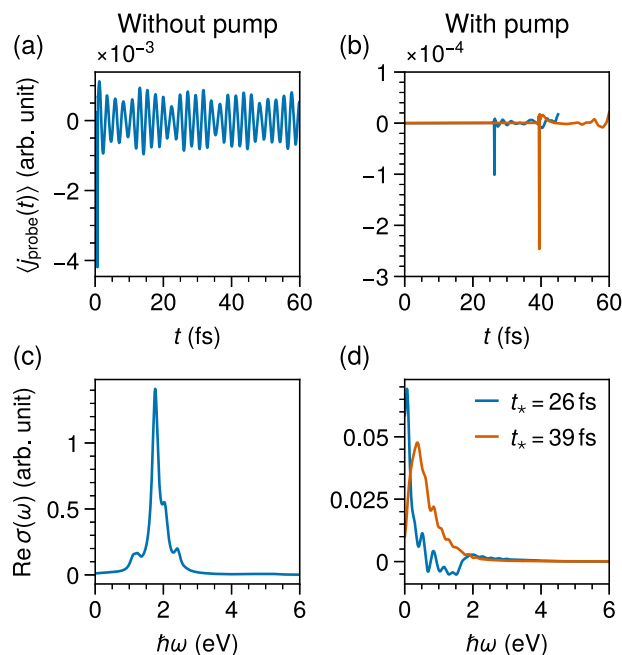 Without pump
With pump
(a)
×10⁻³
0
−2
−4
0 20 40 60
t (fs)
⟨j_probe(t)⟩ (arb. unit)
(b)
×10⁻⁴
1
0
−1
−2
−3
0 20 40 60
t (fs)
(c)
1
0.5
0
0 2 4 6
ħω (eV)
Re σ(ω) (arb. unit)
(d)
0.05
0.025
0
0 2 4 6
ħω (eV)
t⁎ = 26 fs
t⁎ = 39 fs